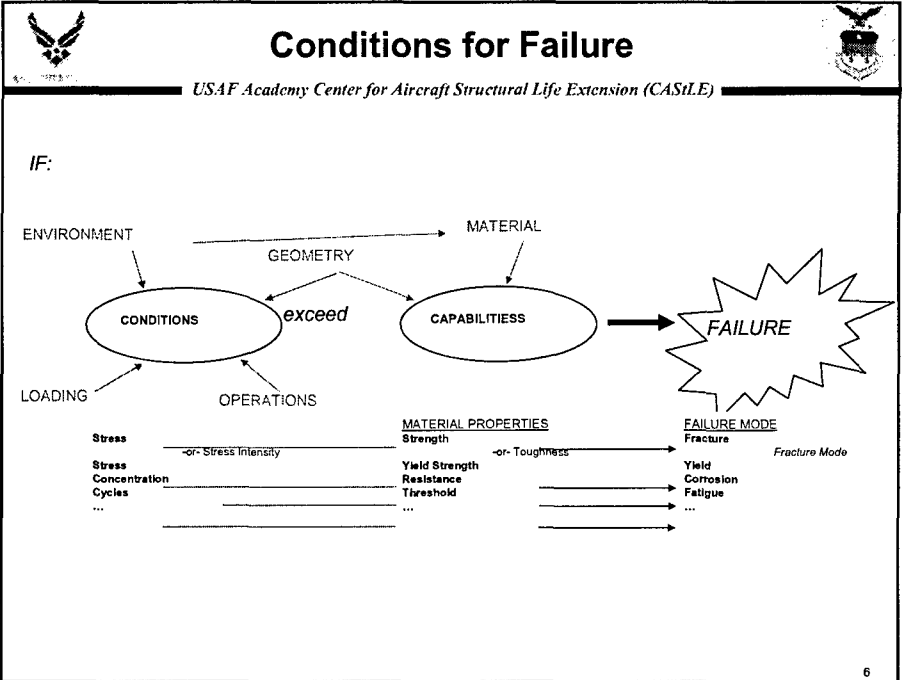 Conditions for Failure
USAF Academy Center for Aircraft Structural Life Extension (CAStLE)
IF:
ENVIRONMENT
MATERIAL
GEOMETRY
CONDITIONS
exceed
CAPABILITIESS
FAILURE
LOADING
OPERATIONS
MATERIAL PROPERTIES
FAILURE MODE
Stress
Strength
Fracture
-or- Stress Intensity
-or- Toughness
Fracture Mode
Stress
Yield Strength
Yield
Concentration
Resistance
Corrosion
Cycles
Threshold
Fatigue
...
...
...
6